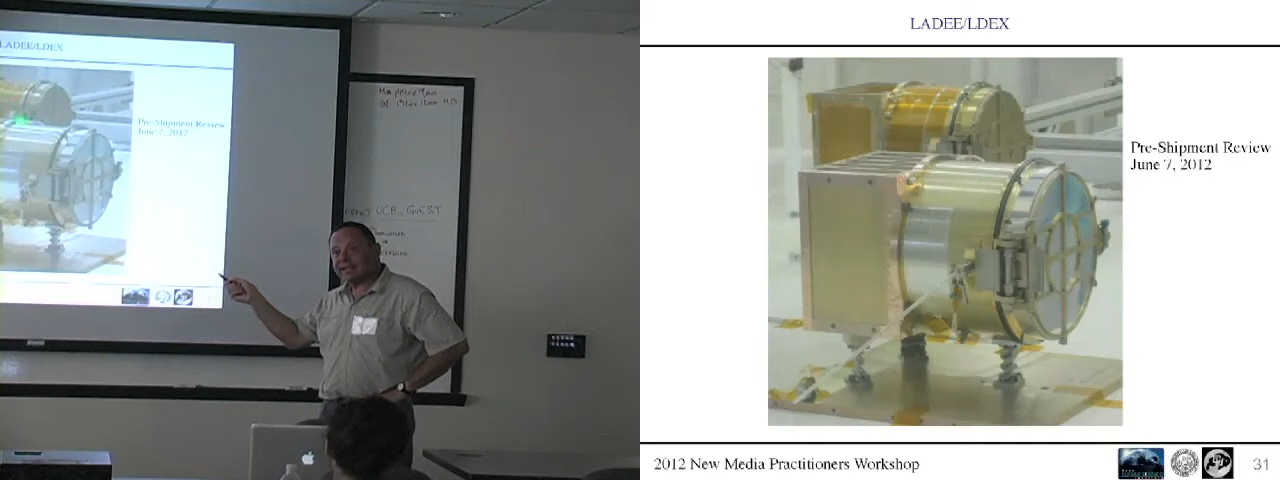 LADEE/LDEX
Pre-Shipment Review
June 7, 2012
UCB_GUEST
LADEE/LDEX
Pre-Shipment Review
June 7, 2012
2012 New Media Practitioners Workshop
31